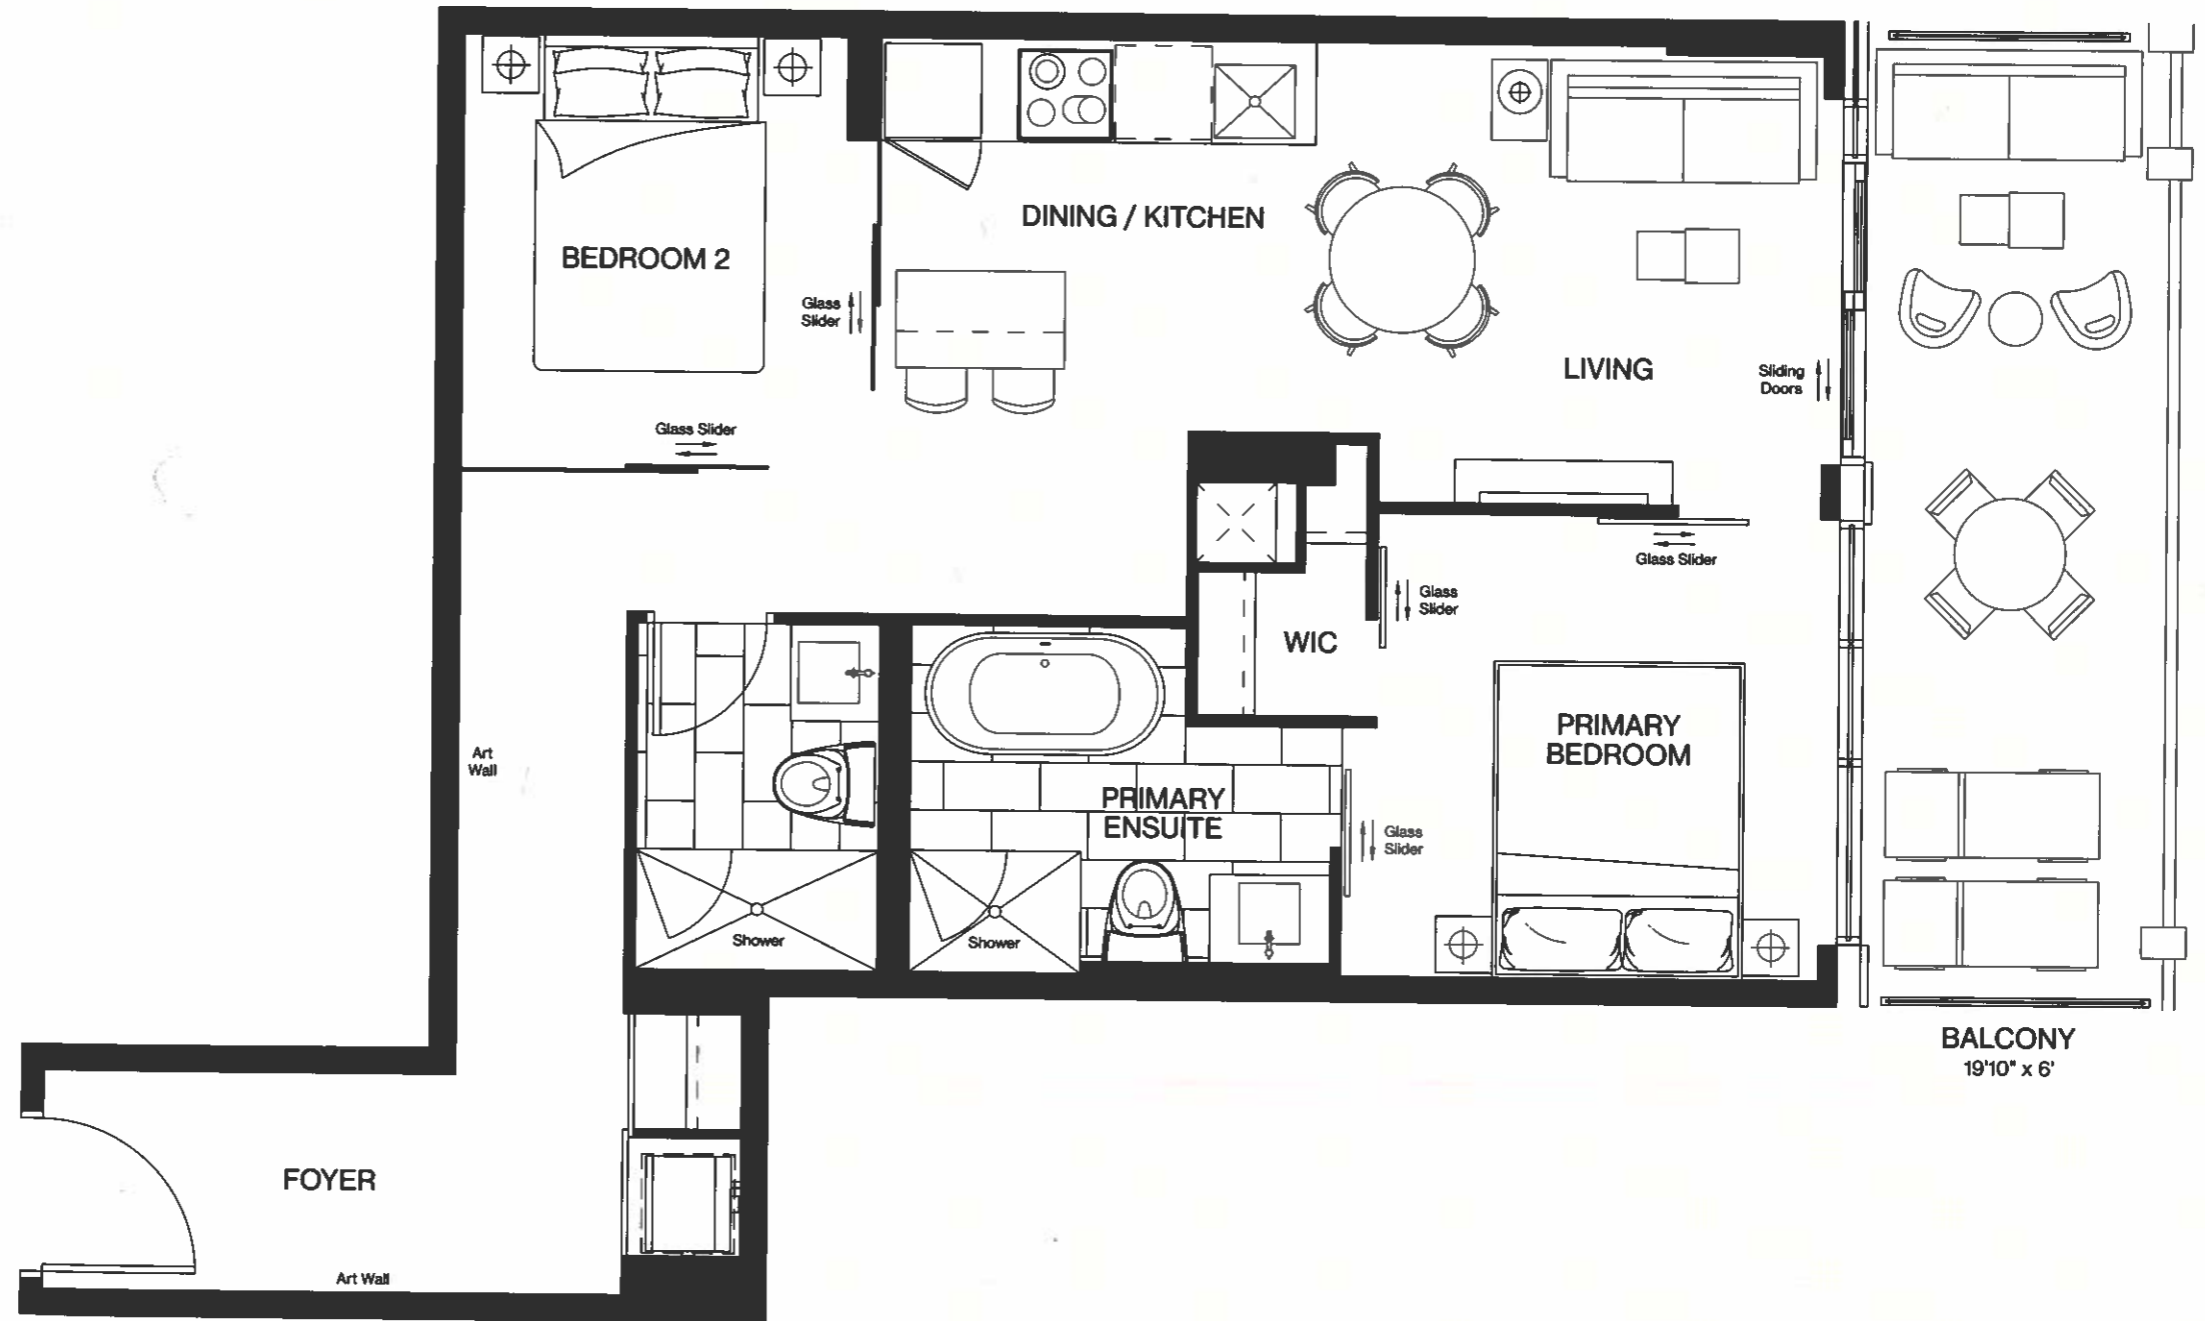 BEDROOM 2
DINING / KITCHEN
Glass
Slider
LIVING
Sliding
Doors
Glass Slider
Glass Slider
Glass
Slider
WIC
Art
Wall
PRIMARY
BEDROOM
PRIMARY
ENSUITE
Glass
Slider
Shower
Shower
BALCONY
19'10" x 6'
FOYER
Art Wall